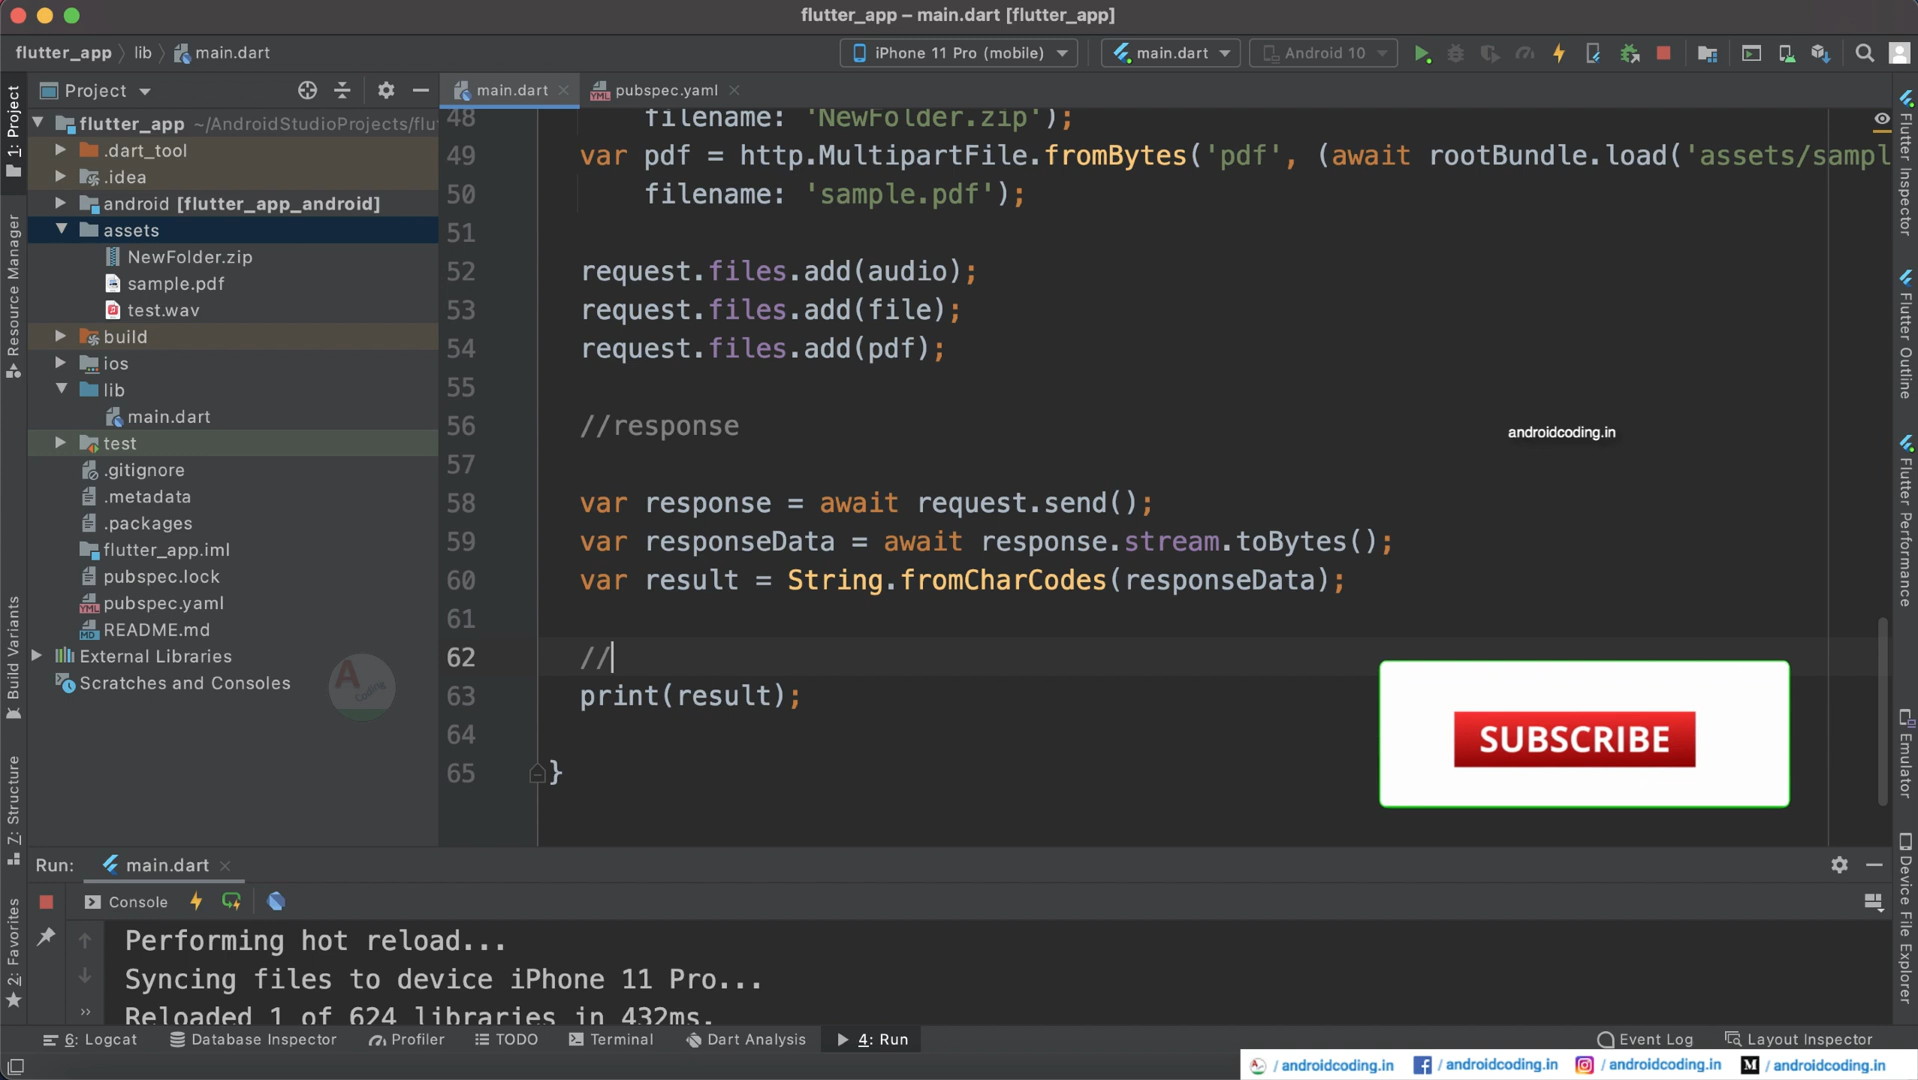 flutter_app – main.dart [flutter_app]
flutter_app lib main.dart
iPhone 11 Pro (mobile) main.dart Android 10
Project
main.dart
pubspec.yaml
1: Project
Resource Manager
Build Variants
Z: Structure
2: Favorites
flutter_app ~/AndroidStudioProjects/flu
.dart_tool
.idea
android [flutter_app_android]
assets
NewFolder.zip
sample.pdf
test.wav
build
ios
lib
main.dart
test
.gitignore
.metadata
.packages
flutter_app.iml
pubspec.lock
pubspec.yaml
README.md
External Libraries
Scratches and Consoles
A Coding
48 filename: 'NewFolder.zip');
49 var pdf = http.MultipartFile.fromBytes('pdf', (await rootBundle.load('assets/sampl
50 filename: 'sample.pdf');
51
52 request.files.add(audio);
53 request.files.add(file);
54 request.files.add(pdf);
55
56 //response
57
58 var response = await request.send();
59 var responseData = await response.stream.toBytes();
60 var result = String.fromCharCodes(responseData);
61
62 //
63 print(result);
64
65 }
androidcoding.in
SUBSCRIBE
Flutter Inspector
Flutter Outline
Flutter Performance
Emulator
Device File Explorer
Run: main.dart
Console
Performing hot reload...
Syncing files to device iPhone 11 Pro...
Reloaded 1 of 624 libraries in 432ms.
6: Logcat Database Inspector Profiler TODO Terminal Dart Analysis 4: Run Event Log Layout Inspector
/ androidcoding.in / androidcoding.in / androidcoding.in M / androidcoding.in